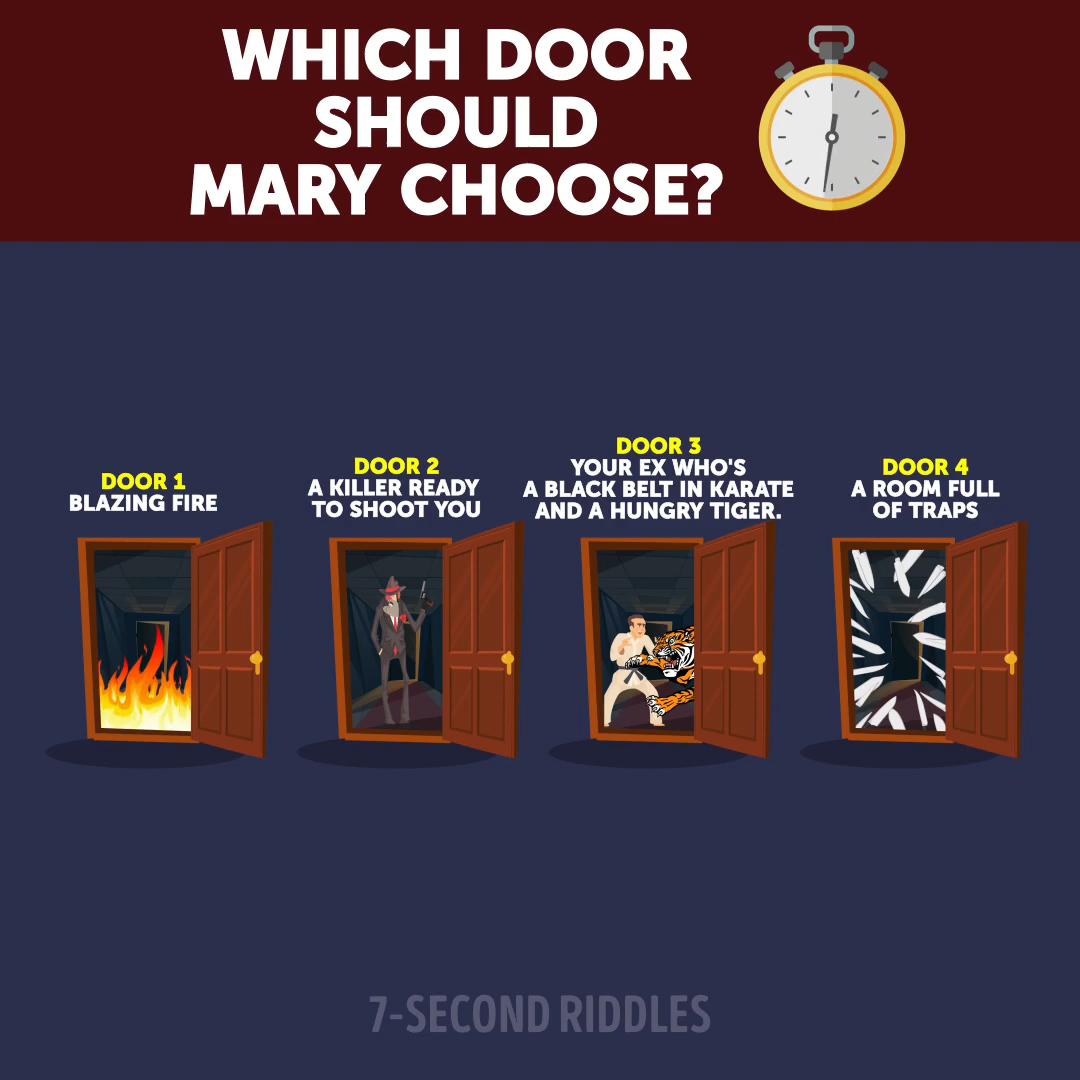 WHICH DOOR
SHOULD
MARY CHOOSE?
DOOR 1
BLAZING FIRE
DOOR 2
A KILLER READY
TO SHOOT YOU
DOOR 3
YOUR EX WHO'S
A BLACK BELT IN KARATE
AND A HUNGRY TIGER.
DOOR 4
A ROOM FULL
OF TRAPS
7-SECOND RIDDLES